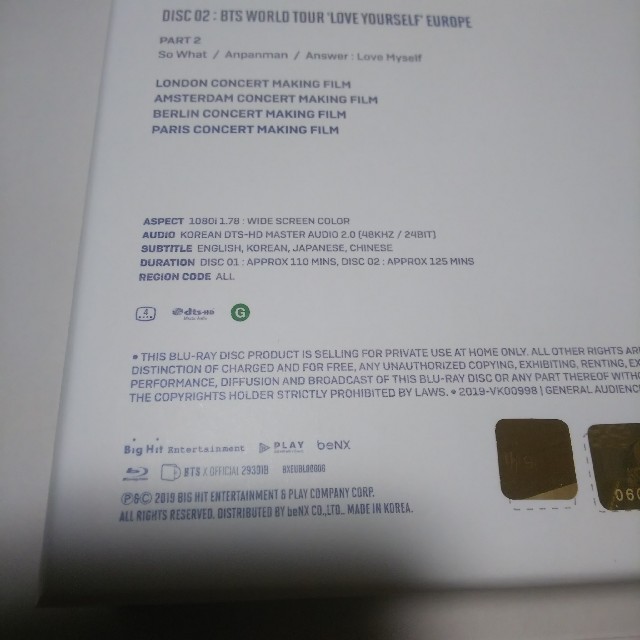 DISC 02 : BTS WORLD TOUR 'LOVE YOURSELF' EUROPE
PART 2
So What / Anpanman / Answer : Love Myself
LONDON CONCERT MAKING FILM
AMSTERDAM CONCERT MAKING FILM
BERLIN CONCERT MAKING FILM
PARIS CONCERT MAKING FILM
ASPECT 1080i 1.78 : WIDE SCREEN COLOR
AUDIO KOREAN DTS-HD MASTER AUDIO 2.0 (48KHZ / 24BIT)
SUBTITLE ENGLISH, KOREAN, JAPANESE, CHINESE
DURATION DISC 01 : APPROX 110 MINS, DISC 02 : APPROX 125 MINS
REGION CODE ALL
4 dts-HD G
• THIS BLU-RAY DISC PRODUCT IS SELLING FOR PRIVATE USE AT HOME ONLY. ALL OTHER RIGHTS AR
DISTINCTION OF CHARGED AND FOR FREE, ANY UNAUTHORIZED COPYING, EXHIBITING, RENTING, EX
PERFORMANCE, DIFFUSION AND BROADCAST OF THIS BLU-RAY DISC OR ANY PART THEREOF WITHO
THE COPYRIGHTS HOLDER STRICTLY PROHIBITED BY LAWS. • 2019-VK00998 | GENERAL AUDIENC
Big Hit Entertainment PLAY beNX
BTS X OFFICIAL 293318
℗&© 2019 BIG HIT ENTERTAINMENT & PLAY COMPANY CORP.
ALL RIGHTS RESERVED. DISTRIBUTED BY beNX CO.,LTD., MADE IN KOREA.
060